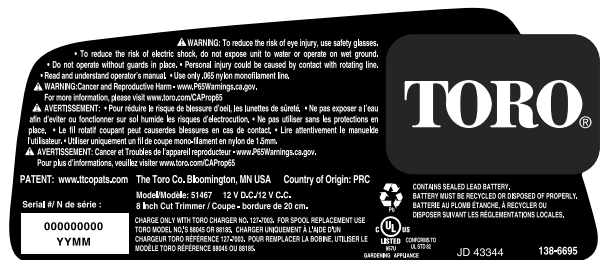 ⚠ WARNING: To reduce the risk of eye injury, use safety glasses.
• To reduce the risk of electric shock, do not expose unit to water or operate on wet ground.
• Do not operate without guards in place. • Personal injury could be caused by contact with rotating line.
• Read and understand operator's manual. • Use only .065 nylon monofilament line.
⚠ WARNING:Cancer and Reproductive Harm - www.P65Warnings.ca.gov.
For more information, please visit www.ttoro.com/CAProp65
⚠ AVERTISSEMENT: • Pour réduire le risque de blessure d'oeil, les lunettes de sûreté. • Ne pas exposer a l'eau
afin d'eviter ou fonctionner sur sol humide les risques d'electrocution. • Ne pas utiliser sans les protections en
place. • Le fil rotatif coupant peut causerdes blessures en cas de contact. • Lire attentivement le manuelde
l'utilisateur. • Utiliser uniquement un fil de coupe mono-filament en nylon de 1.5mm.
⚠ AVERTISSEMENT: Cancer et Troubles de l'appareil reproducteur - www.P65Warnings.ca.gov.
Pour plus d'informations, veuillez visiter www.toro.com/CAProp65
TORO®
PATENT: www.ttcopats.com The Toro Co. Bloomington, MN USA Country of Origin: PRC
Serial #/ N de série :
000000000
YYMM
Model/Modèle: 51467 12 V D.C./12 V C.C.
8 Inch Cut Trimmer / Coupe - bordure de 20 cm.
CHARGE ONLY WITH TORO CHARGER NO. 127-7003. FOR SPOOL REPLACEMENT USE
TORO MODEL NO.'S 88045 OR 88185. CHARGER UNIQUEMENT À L'AIDE D'UN
CHARGEUR TORO RÉFÉRENCE 127-7003. POUR REMPLACER LA BOBINE, UTILISER LE
MODÈLE TORO RÉFÉRENCE 88045 OU 88185.
Pb
CONTAINS SEALED LEAD BATTERY.
BATTERY MUST BE RECYCLED OR DISPOSED OF PROPERLY.
BATTERIE AU PLOMB ÉTANCHE, À RECYCLER OU
DISPOSER SUIVANT LES RÉGLEMENTATIONS LOCALES.
C UL US
LISTED
957U
GARDENING APPLIANCE
CONFORMS TO
UL STD 82
JD 43344
138-6695